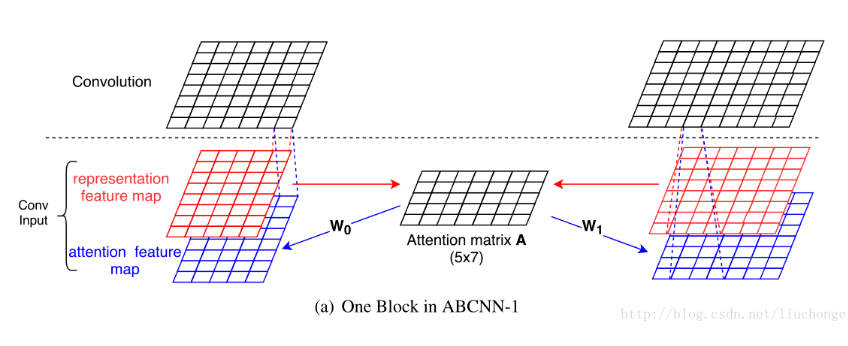 Convolution
representation
feature map
Conv
Input
attention feature
map
W0
W1
Attention matrix A
(5x7)
(a) One Block in ABCNN-1
http://blog.csdn.net/liuchonge